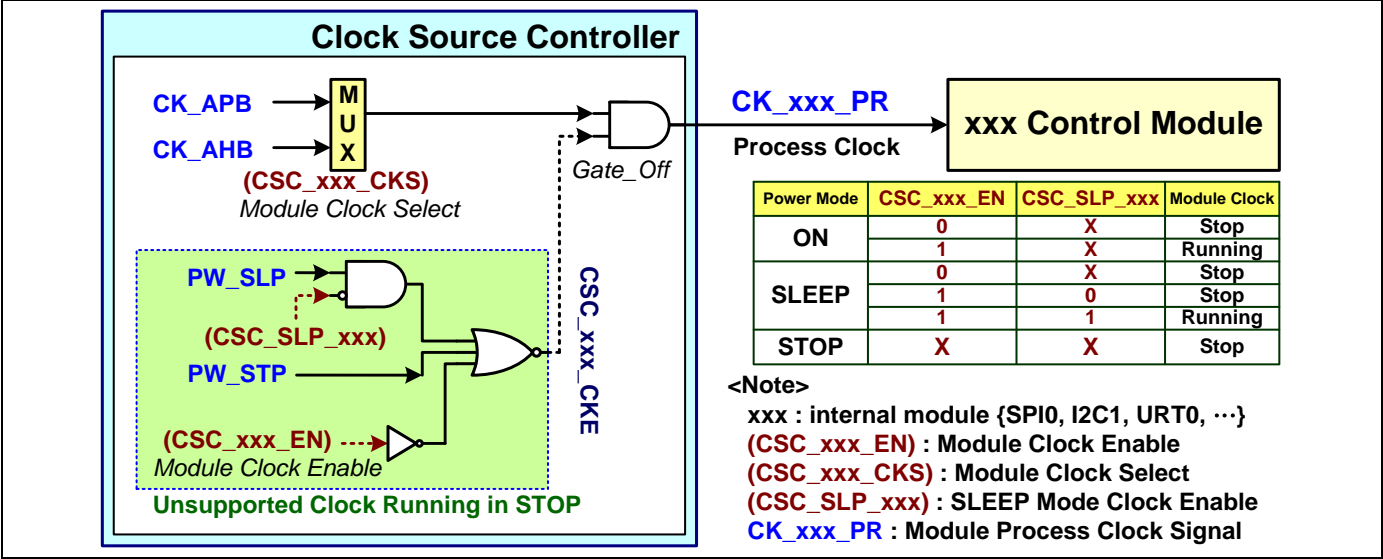 Clock Source Controller
CK_APB
CK_AHB
M
U
X
(CSC_xxx_CKS)
Module Clock Select
Gate_Off
CK_xxx_PR
Process Clock
xxx Control Module
PW_SLP
(CSC_SLP_xxx)
PW_STP
(CSC_xxx_EN)
Module Clock Enable
Unsupported Clock Running in STOP
CSC_xxx_CKE
Power Mode CSC_xxx_EN CSC_SLP_xxx Module Clock
ON 0 X Stop
1 X Running
SLEEP 0 X Stop
1 0 Stop
1 1 Running
STOP X X Stop
<Note>
xxx : internal module {SPI0, I2C1, URT0, ···}
(CSC_xxx_EN) : Module Clock Enable
(CSC_xxx_CKS) : Module Clock Select
(CSC_SLP_xxx) : SLEEP Mode Clock Enable
CK_xxx_PR : Module Process Clock Signal